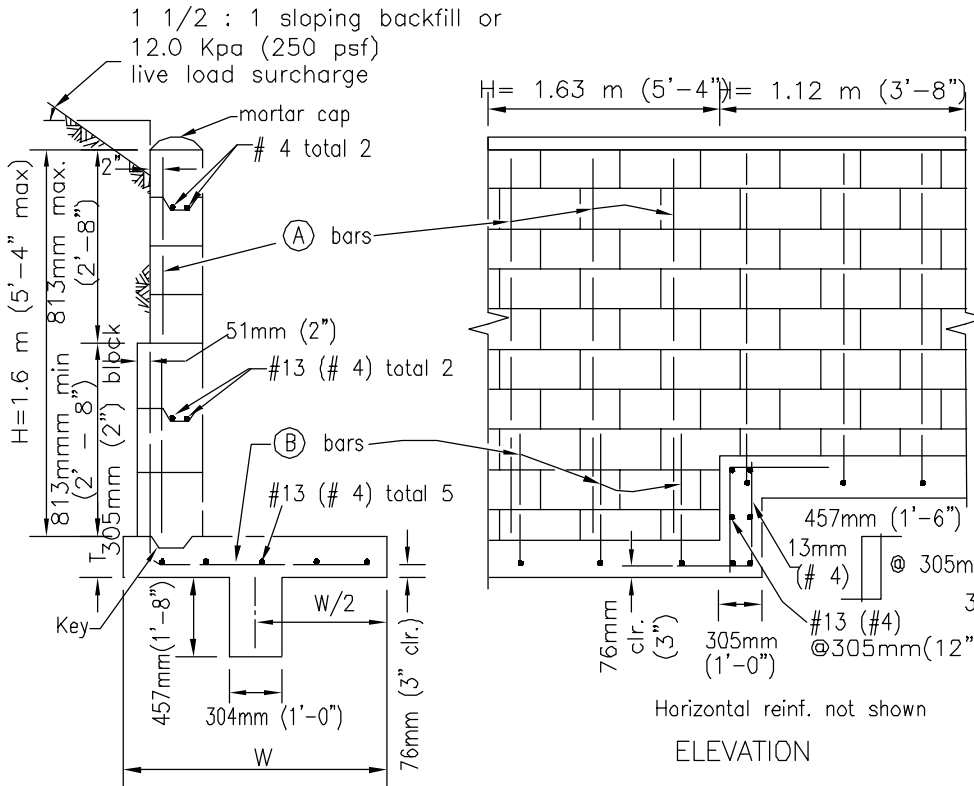 1 1/2 : 1 sloping backfill or
12.0 Kpa (250 psf)
live load surcharge
mortar cap
# 4 total 2
2"
A bars
H=1.6 m (5'-4" max)
813mm max.
(2'-8")
51mm (2")
#13 (# 4) total 2
813mmm min
(2' - 8")
305mm (2") block
B bars
#13 (# 4) total 5
T
Key
W/2
457mm(1'-8")
304mm (1'-0")
76mm (3" clr.)
W
H= 1.63 m (5'-4")
H= 1.12 m (3'-8")
457mm (1'-6")
13mm
(# 4)
@ 305m
3
#13 (#4)
@305mm(12"
76mm
clr.
(3")
305mm
(1'-0")
Horizontal reinf. not shown
ELEVATION